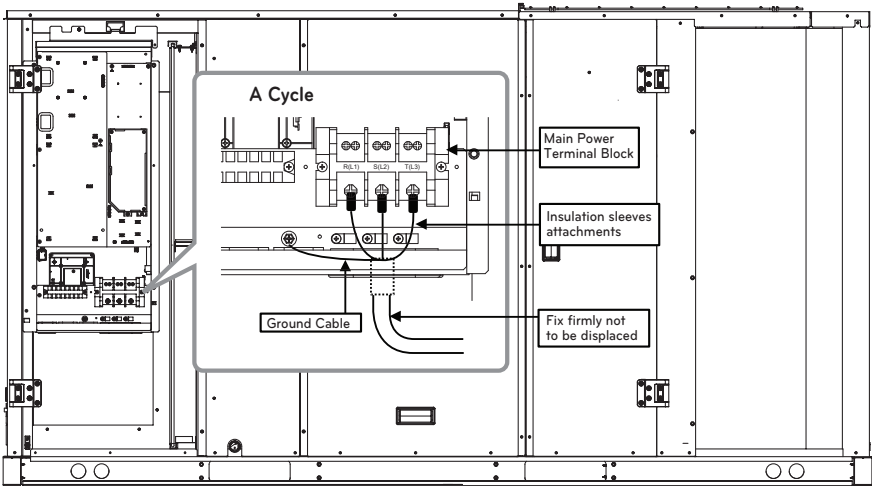 A Cycle
Main Power
Terminal Block
R(L1) S(L2) T(L3)
Insulation sleeves
attachments
Ground Cable
Fix firmly not
to be displaced